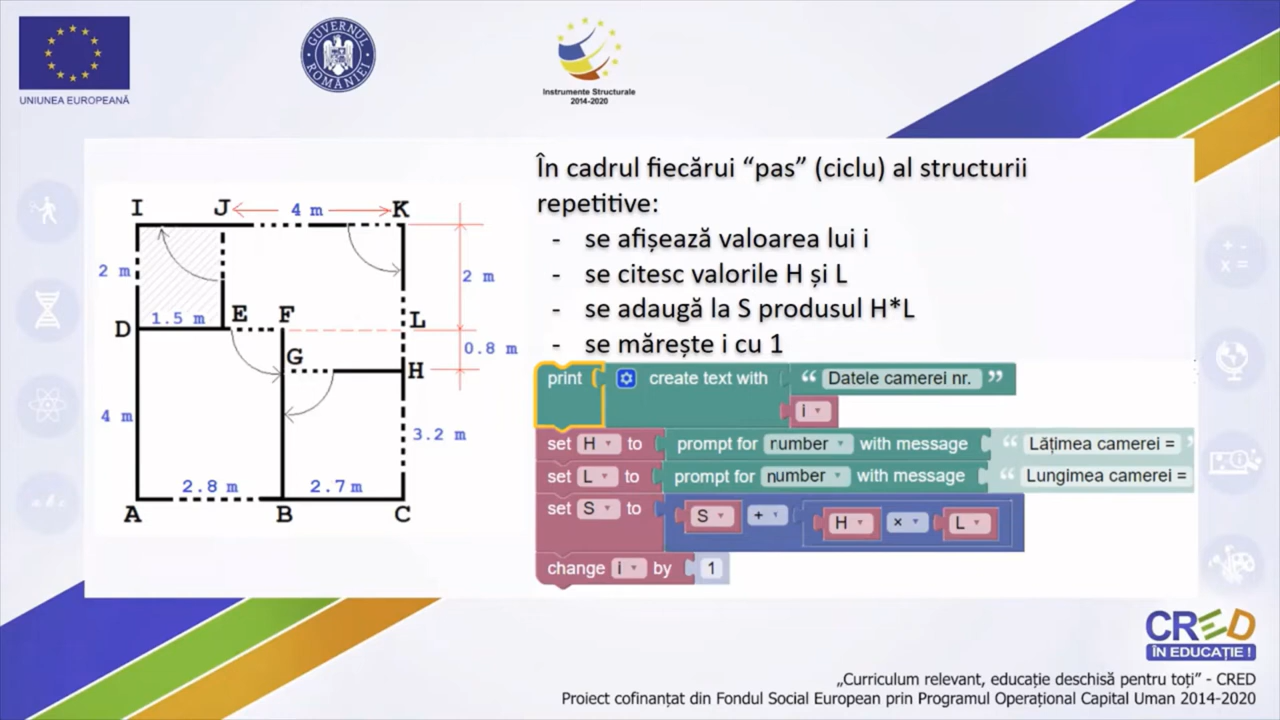 UNIUNEA EUROPEANĂ
GUVERNUL ROMÂNIEI
Instrumente Structurale
2014-2020
În cadrul fiecărui “pas” (ciclu) al structurii
repetitive:
- se afișează valoarea lui i
- se citesc valorile H și L
- se adaugă la S produsul H*L
- se mărește i cu 1
I J 4 m K
2 m 2 m
1.5 m E F L
D
G 0.8 m
H
4 m 3.2 m
2.8 m 2.7 m
A B C
print create text with “ Datele camerei nr. ”
i
set H to prompt for number with message “ Lățimea camerei = ”
set L to prompt for number with message “ Lungimea camerei =
set S to S + H × L
change i by 1
+ -
x =
CRED
ÎN EDUCAȚIE !
„Curriculum relevant, educație deschisă pentru toți” - CRED
Proiect cofinanțat din Fondul Social European prin Programul Operațional Capital Uman 2014-2020